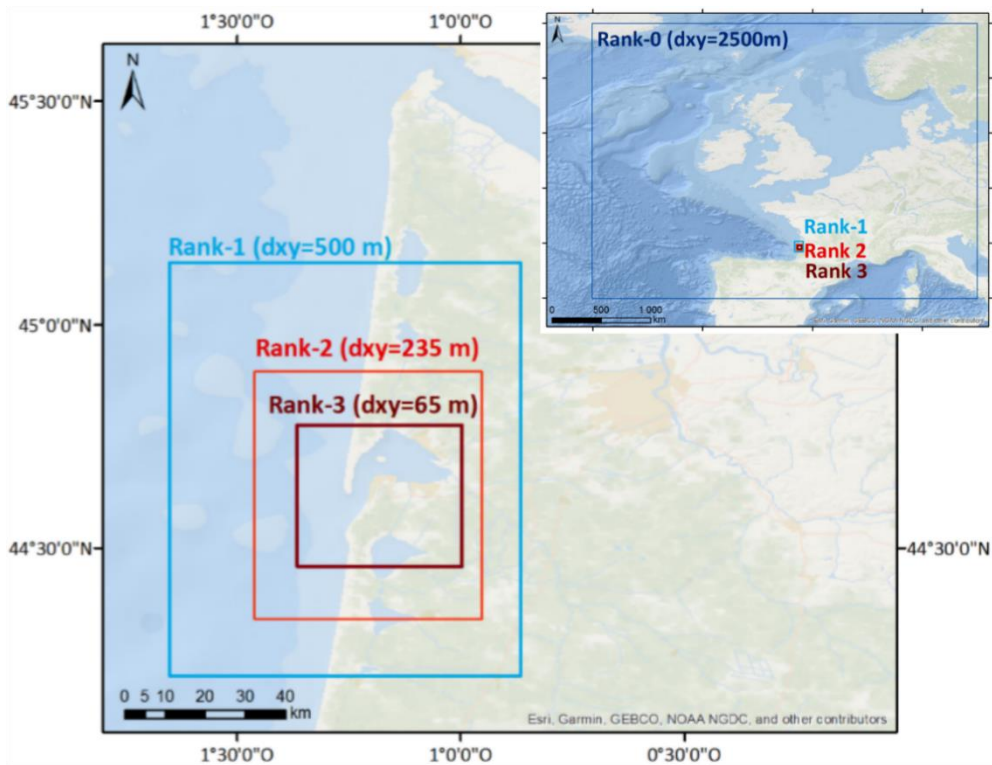 1°30'0"O
1°0'0"O
N
45°30'0"N
45°0'0"N
44°30'0"N
44°30'0"N
Rank-1 (dxy=500 m)
Rank-2 (dxy=235 m)
Rank-3 (dxy=65 m)
0 5 10 20 30 40
km
Esri, Garmin, GEBCO, NOAA NGDC, and other contributors
1°30'0"O
1°0'0"O
0°30'0"O
N
Rank-0 (dxy=2500m)
Rank-1
Rank 2
Rank 3
0 500 1 000
km